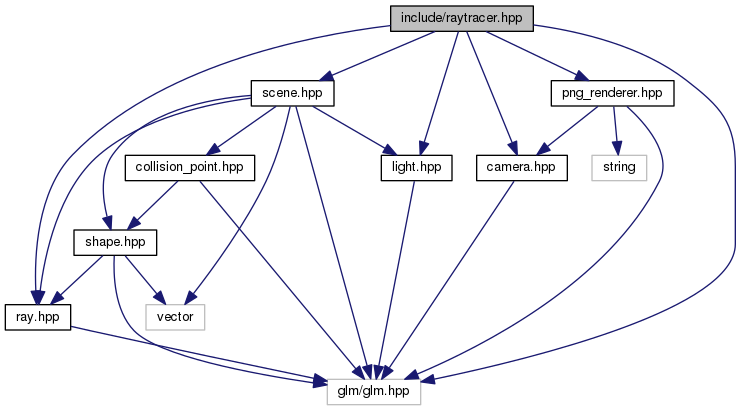 include/raytracer.hpp
scene.hpp
png_renderer.hpp
collision_point.hpp
light.hpp
camera.hpp
string
shape.hpp
ray.hpp
vector
glm/glm.hpp